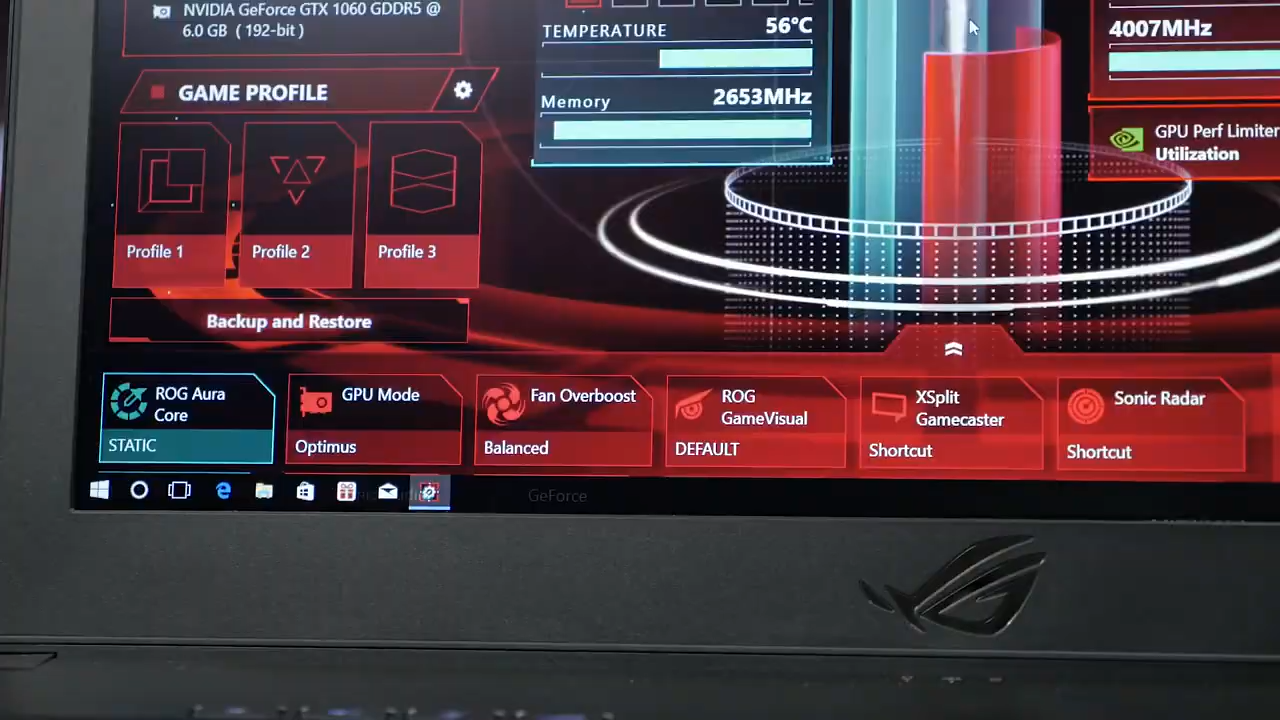 NVIDIA GeForce GTX 1060 GDDR5 @
6.0 GB ( 192-bit )
TEMPERATURE 56°C
Memory 2653MHz
4007MHz
GPU Perf Limiter
Utilization
GAME PROFILE
Profile 1
Profile 2
Profile 3
Backup and Restore
ROG Aura
Core
STATIC
GPU Mode
Optimus
Fan Overboost
Balanced
ROG
GameVisual
DEFAULT
XSplit
Gamecaster
Shortcut
Sonic Radar
Shortcut
GeForce